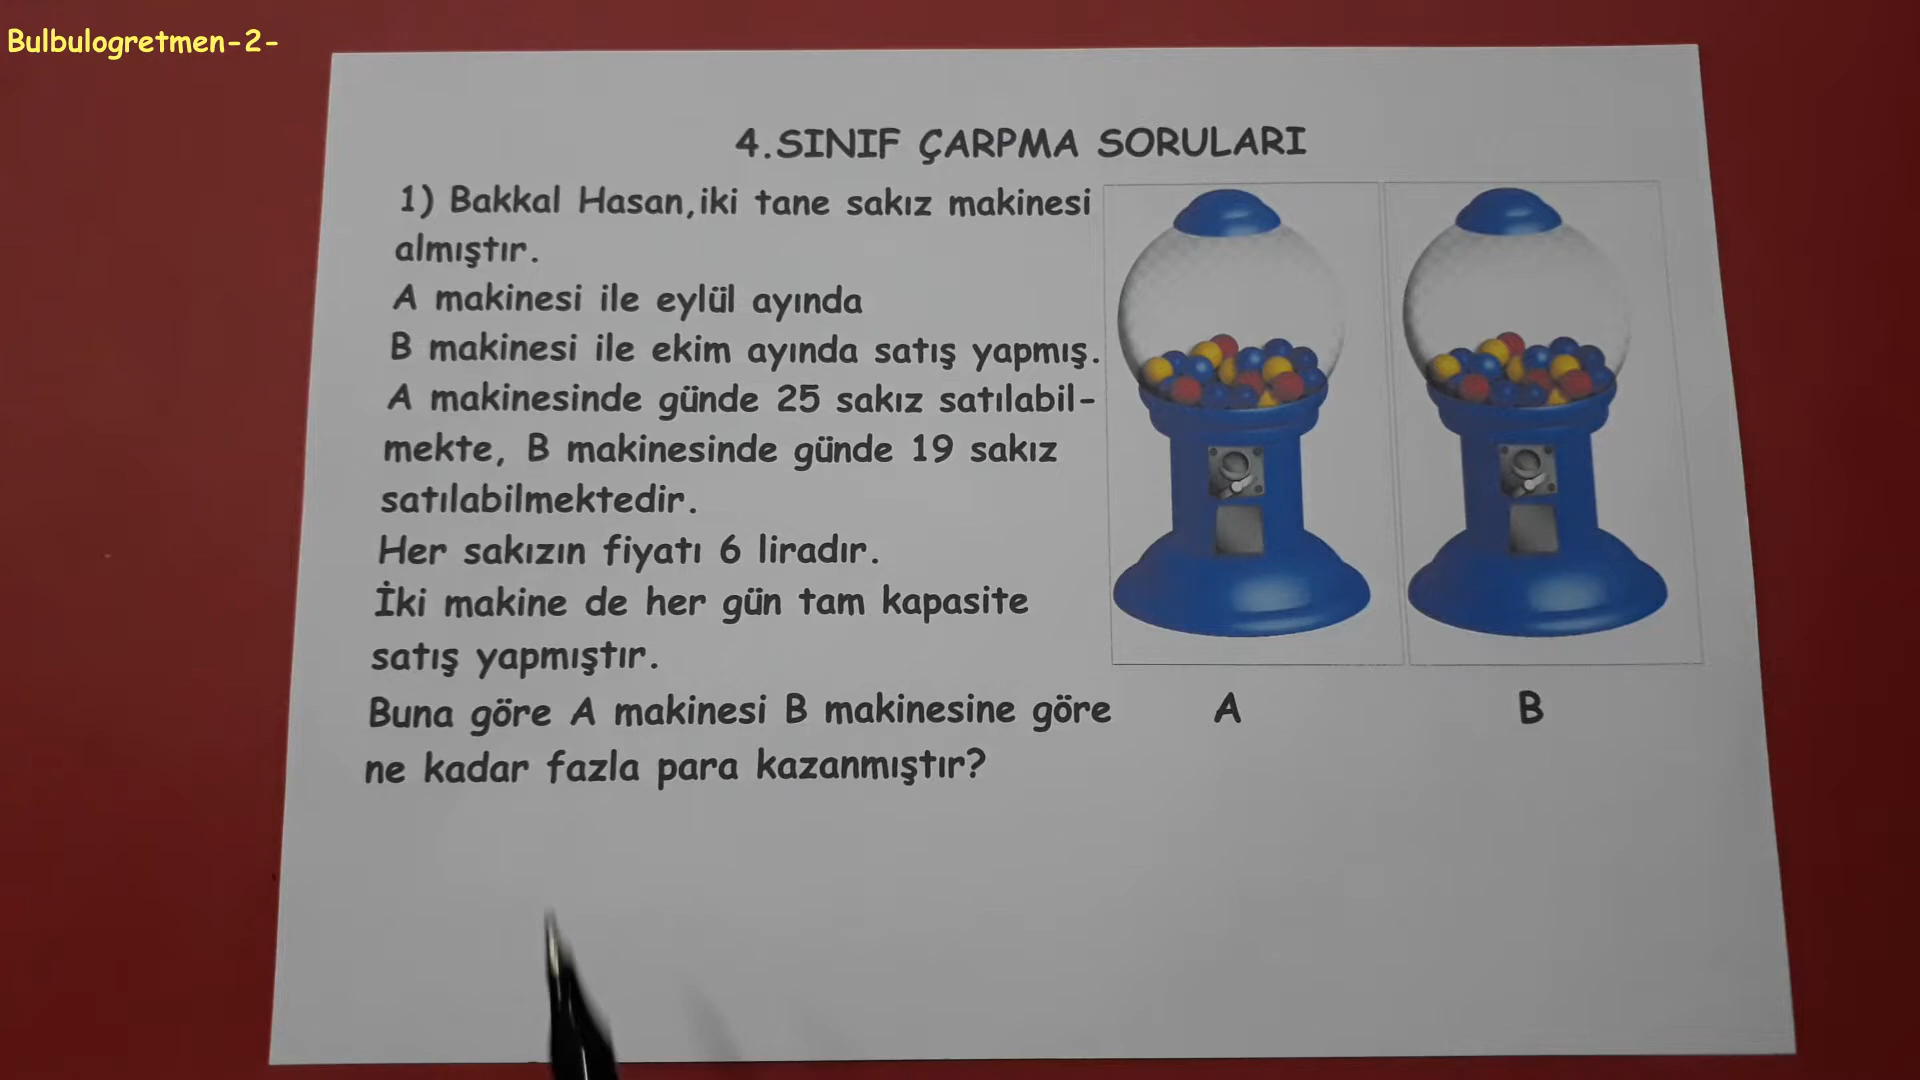 Bulbulogretmen-2-
4.SINIF ÇARPMA SORULARI
1) Bakkal Hasan,iki tane sakız makinesi
almıştır.
A makinesi ile eylül ayında
B makinesi ile ekim ayında satış yapmış.
A makinesinde günde 25 sakız satılabil-
mekte, B makinesinde günde 19 sakız
satılabilmektedir.
Her sakızın fiyatı 6 liradır.
İki makine de her gün tam kapasite
satış yapmıştır.
Buna göre A makinesi B makinesine göre
ne kadar fazla para kazanmıştır?
A
B